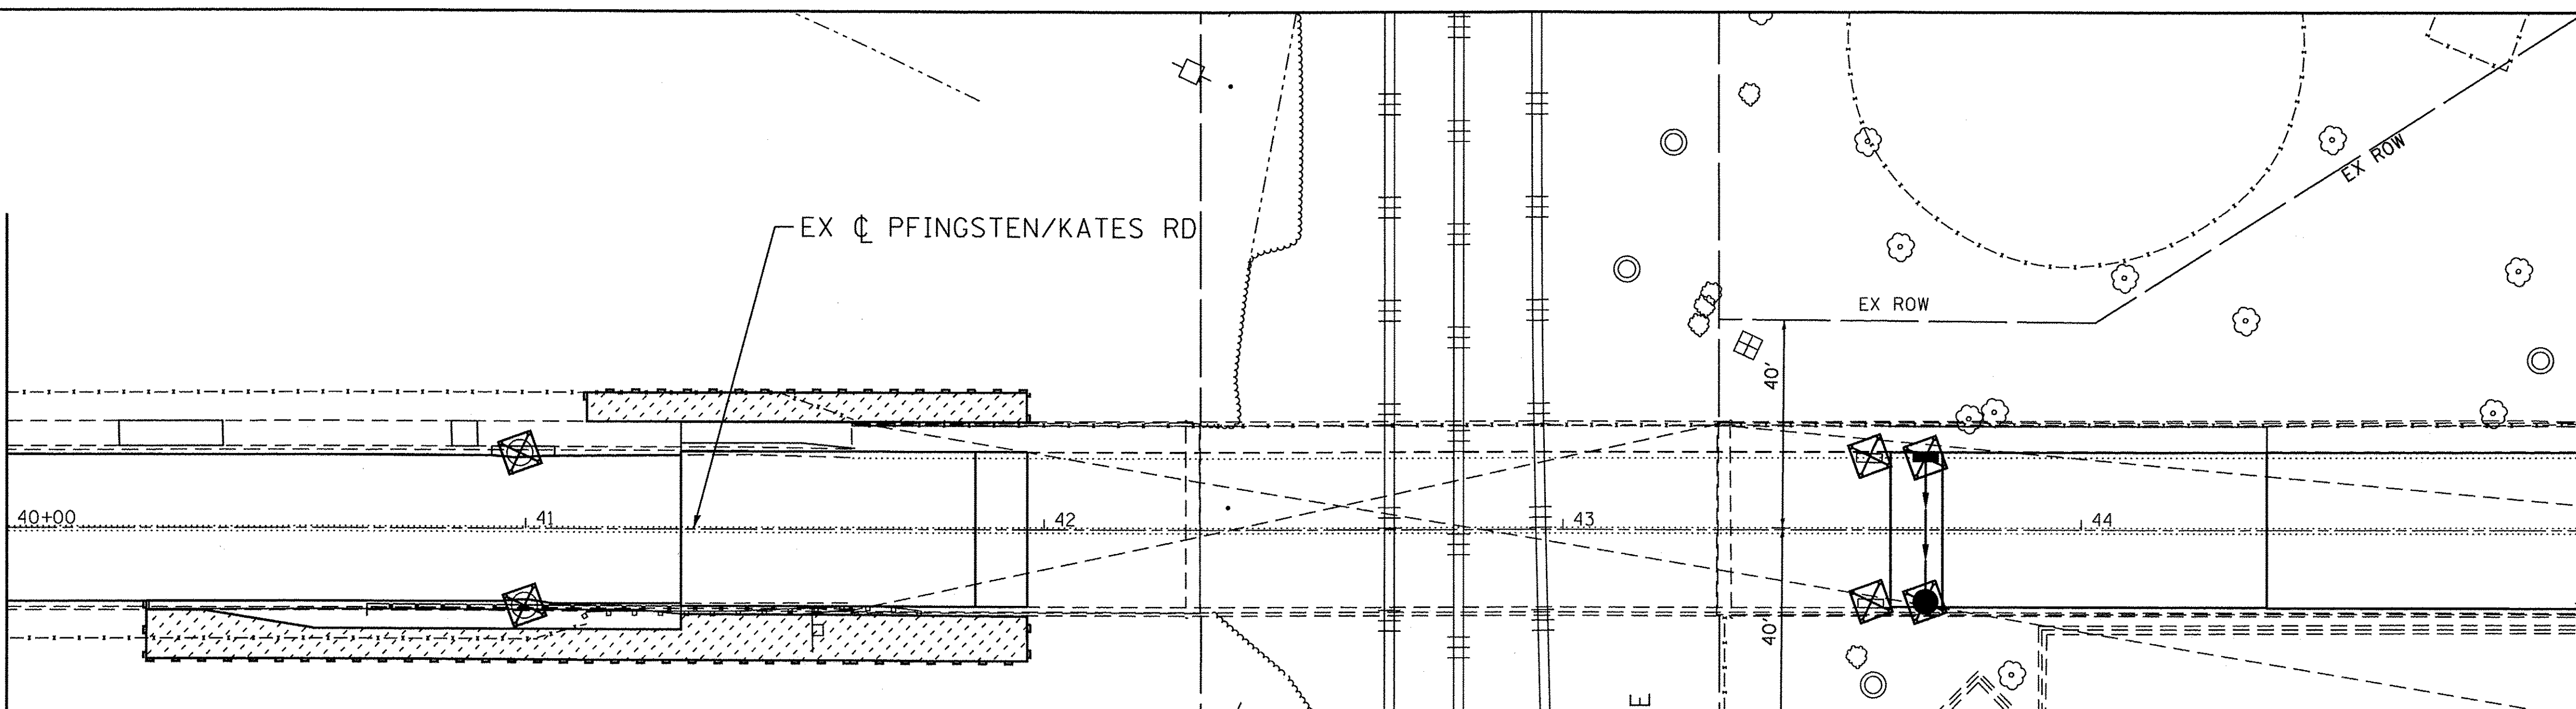 EX ℄ PFINGSTEN/KATES RD
EX ROW
EX ROW
40'
40+00
41
42
43
44
40'
E